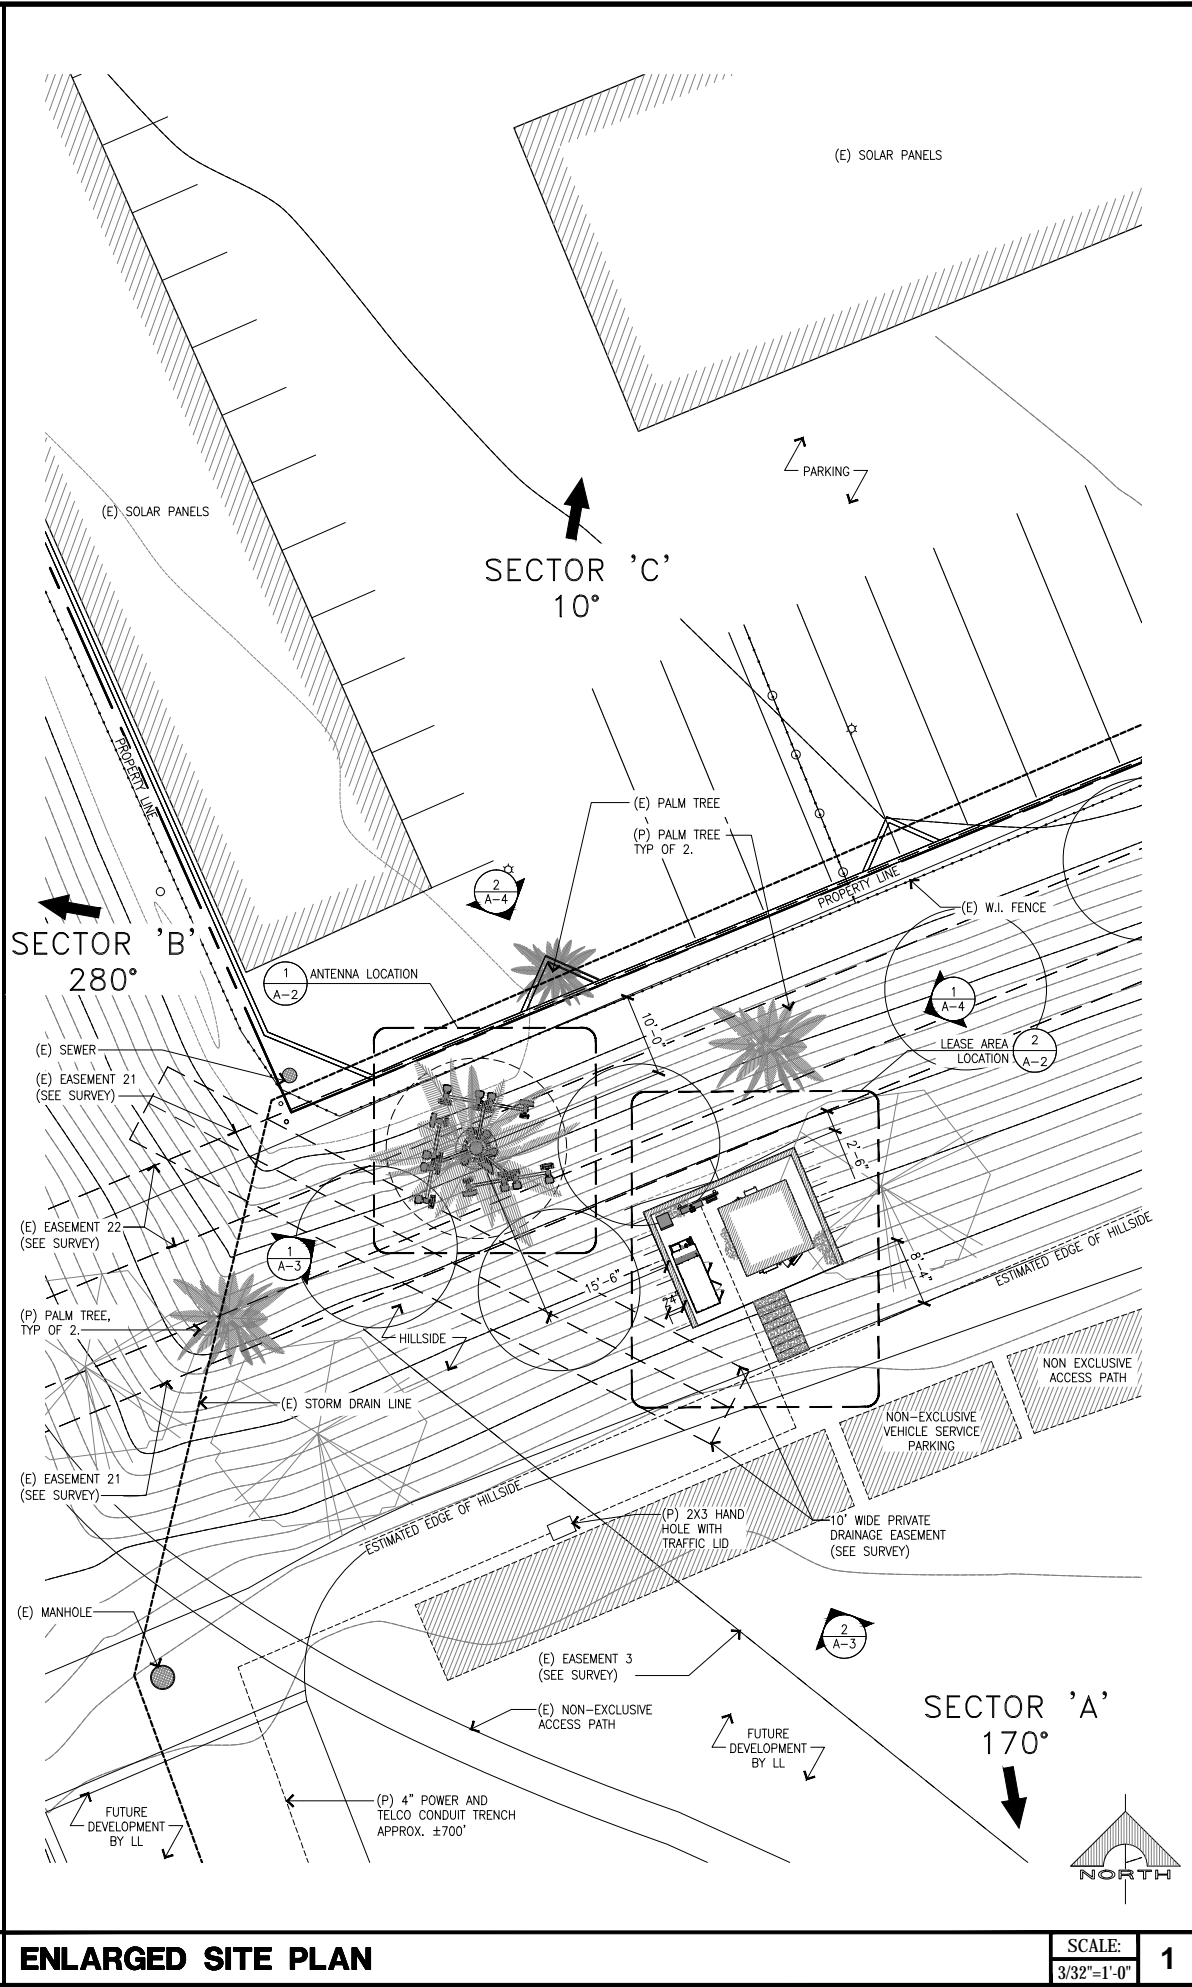 (E) SOLAR PANELS
PARKING
(E) SOLAR PANELS
SECTOR 'C'
10°
PROPERTY LINE
(E) PALM TREE
(P) PALM TREE
TYP OF 2.
2
A-4
PROPERTY LINE
(E) W.I. FENCE
SECTOR 'B'
280°
1
A-2
ANTENNA LOCATION
1
A-4
10'-0"
LEASE AREA
LOCATION
2
A-2
(E) SEWER
(E) EASEMENT 21
(SEE SURVEY)
2'-6"
(E) EASEMENT 22
(SEE SURVEY)
1
A-3
8'-4"
ESTIMATED EDGE OF HILLSIDE
15'-6"
24"
(P) PALM TREE,
TYP OF 2.
HILLSIDE
NON EXCLUSIVE
ACCESS PATH
(E) STORM DRAIN LINE
NON-EXCLUSIVE
VEHICLE SERVICE
PARKING
(E) EASEMENT 21
(SEE SURVEY)
ESTIMATED EDGE OF HILLSIDE
(P) 2X3 HAND
HOLE WITH
TRAFFIC LID
10' WIDE PRIVATE
DRAINAGE EASEMENT
(SEE SURVEY)
(E) MANHOLE
2
A-3
(E) EASEMENT 3
(SEE SURVEY)
(E) NON-EXCLUSIVE
ACCESS PATH
SECTOR 'A'
170°
FUTURE
DEVELOPMENT
BY LL
(P) 4" POWER AND
TELCO CONDUIT TRENCH
APPROX. ±700'
FUTURE
DEVELOPMENT
BY LL
NORTH
ENLARGED SITE PLAN
SCALE:
3/32"=1'-0"
1